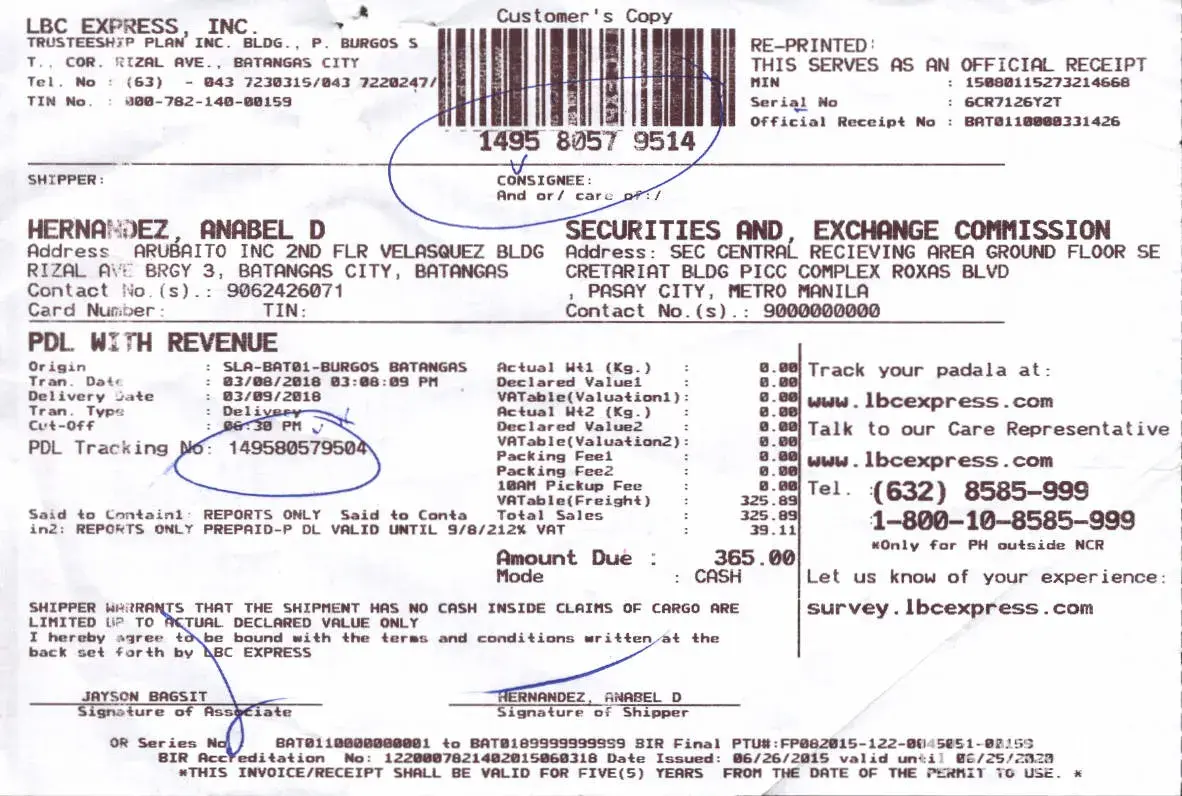 Customer's Copy
LBC EXPRESS, INC.
TRUSTEESHIP PLAN INC. BLDG., P. BURGOS S
T., COR. RIZAL AVE., BATANGAS CITY
Tel. No : (63) - 043 7230315/043 7220247/
TIN No. : 000-782-140-00159
1495 8057 9514
RE-PRINTED:
THIS SERVES AS AN OFFICIAL RECEIPT
MIN : 15080115273214668
Serial No : 6CR7126Y2T
Official Receipt No : BAT0110000331426
SHIPPER:
HERNANDEZ, ANABEL D
Address ARUBAITO INC 2ND FLR VELASQUEZ BLDG
RIZAL AVE BRGY 3, BATANGAS CITY, BATANGAS
Contact No.(s).: 9062426071
Card Number: TIN:
CONSIGNEE:
And or/ care of:/
SECURITIES AND, EXCHANGE COMMISSION
Address: SEC CENTRAL RECIEVING AREA GROUND FLOOR SE
CRETARIAT BLDG PICC COMPLEX ROXAS BLVD
, PASAY CITY, METRO MANILA
Contact No.(s).: 9000000000
PDL WITH REVENUE
Origin : SLA-BAT01-BURGOS BATANGAS
Tran. Date : 03/08/2018 03:08:09 PM
Delivery Date : 03/09/2018
Tran. Type : Delivery
Cut-Off : 06:30 PM
PDL Tracking No: 149580579504
Said to Contain1: REPORTS ONLY Said to Conta
in2: REPORTS ONLY PREPAID-P DL VALID UNTIL 9/8/212% VAT : 39.11
Actual Wt1 (Kg.) : 0.00
Declared Value1 : 0.00
VATable(Valuation1): 0.00
Actual Wt2 (Kg.) : 0.00
Declared Value2 : 0.00
VATable(Valuation2): 0.00
Packing Fee1 : 0.00
Packing Fee2 : 0.00
10AM Pickup Fee : 0.00
VATable(Freight) : 325.89
Total Sales : 325.89
Amount Due : 365.00
Mode : CASH
Track your padala at:
www.lbcexpress.com
Talk to our Care Representative
www.lbcexpress.com
Tel. :(632) 8585-999
:1-800-10-8585-999
*Only for PH outside NCR
Let us know of your experience:
survey.lbcexpress.com
SHIPPER WARRANTS THAT THE SHIPMENT HAS NO CASH INSIDE CLAIMS OF CARGO ARE
LIMITED UP TO ACTUAL DECLARED VALUE ONLY
I hereby agree to be bound with the terms and conditions written at the
back set forth by LBC EXPRESS
JAYSON BAGSIT
Signature of Associate
HERNANDEZ, ANABEL D
Signature of Shipper
OR Series No BAT0110000000001 to BAT0189999999999 BIR Final PTU#:FP082015-122-0045051-00159
BIR Accreditation No: 1220007821402015060318 Date Issued: 06/26/2015 valid until 06/25/2020
*THIS INVOICE/RECEIPT SHALL BE VALID FOR FIVE(5) YEARS FROM THE DATE OF THE PERMIT TO USE. *